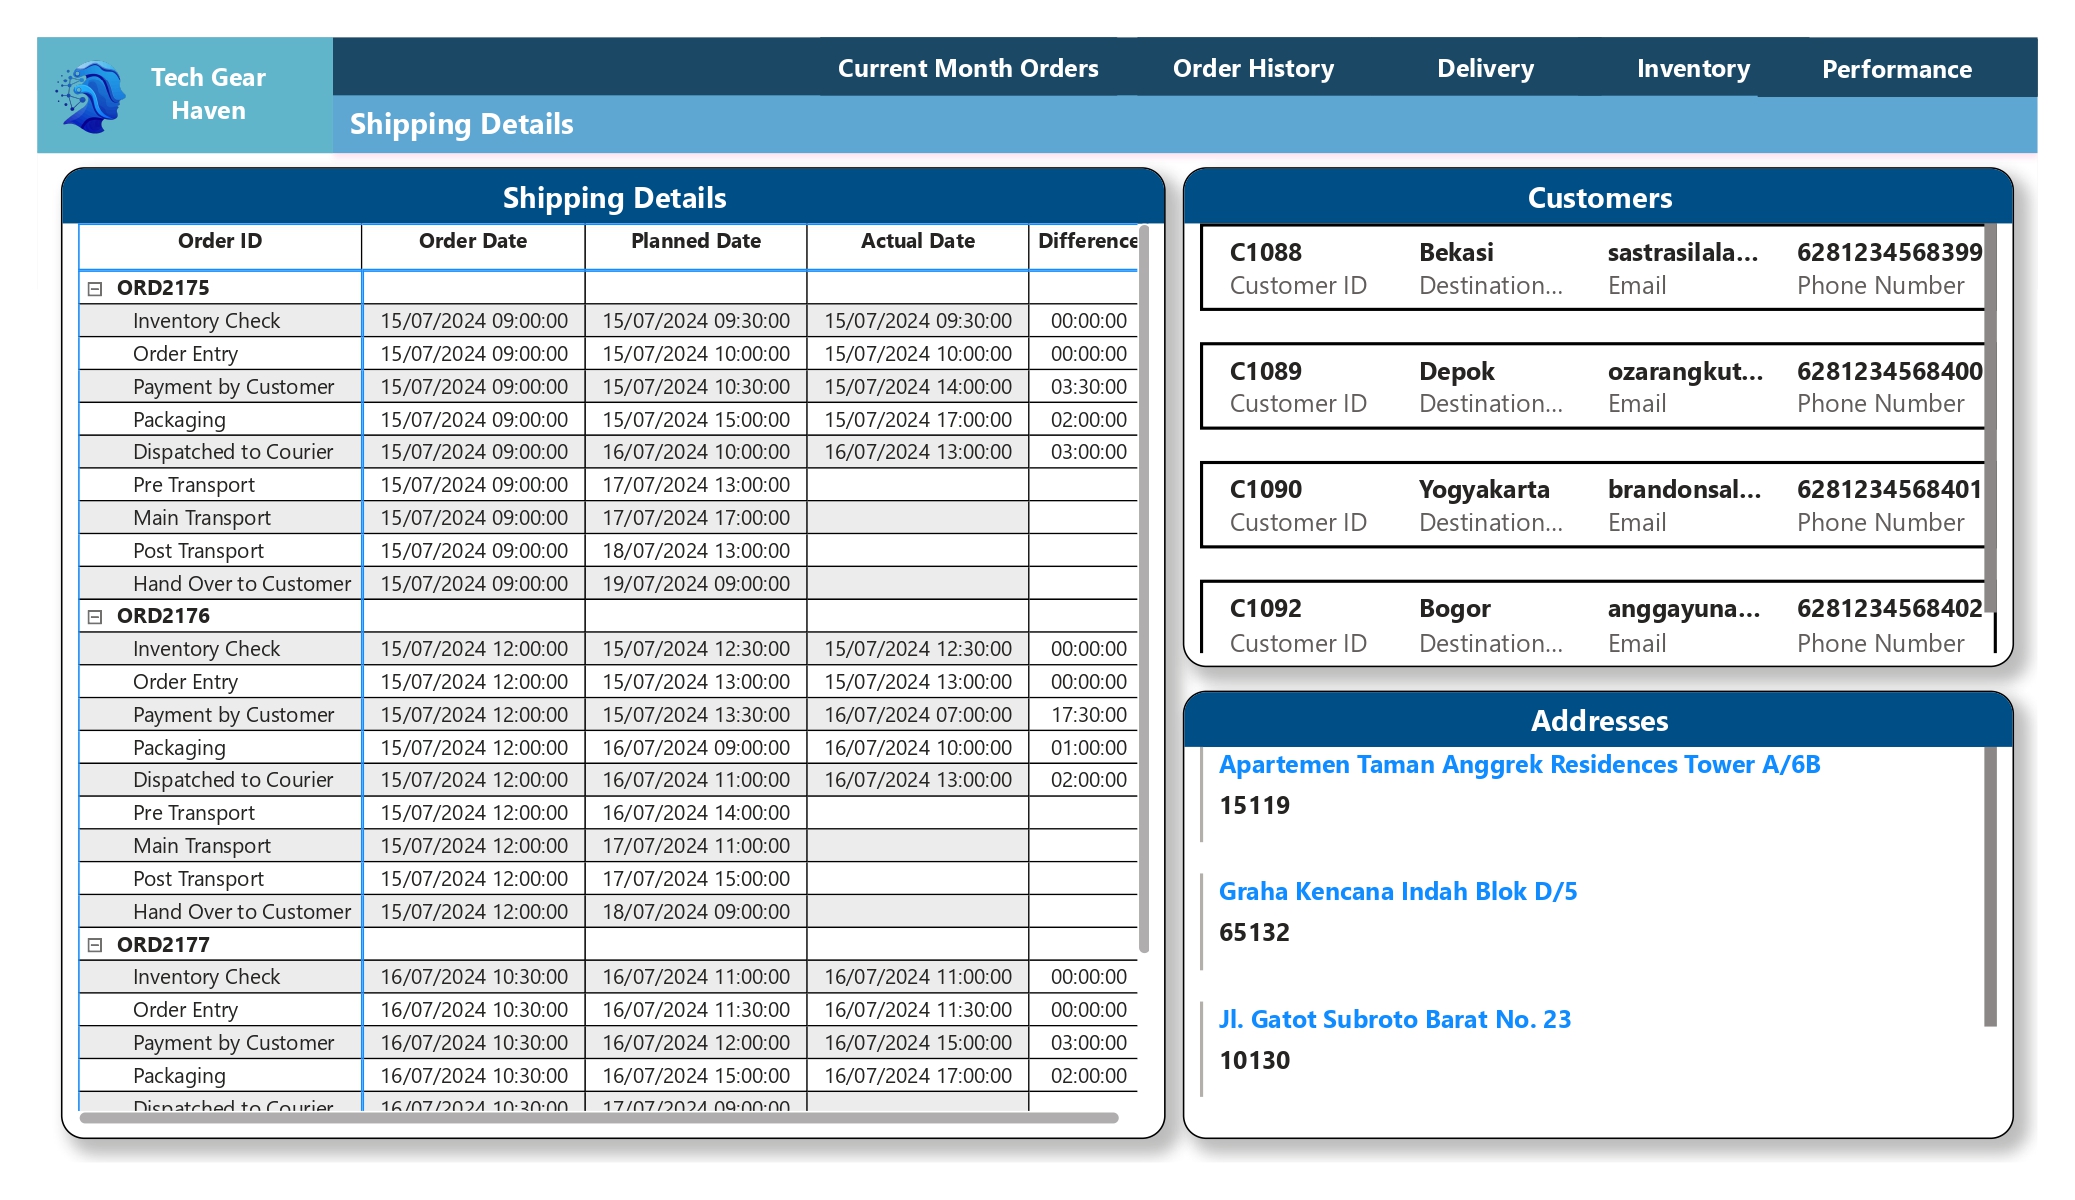 Tech Gear
Haven
Current Month Orders Order History Delivery Inventory Performance
Shipping Details
Shipping Details
Order ID Order Date Planned Date Actual Date Difference
ORD2175
Inventory Check 15/07/2024 09:00:00 15/07/2024 09:30:00 15/07/2024 09:30:00 00:00:00
Order Entry 15/07/2024 09:00:00 15/07/2024 10:00:00 15/07/2024 10:00:00 00:00:00
Payment by Customer 15/07/2024 09:00:00 15/07/2024 10:30:00 15/07/2024 14:00:00 03:30:00
Packaging 15/07/2024 09:00:00 15/07/2024 15:00:00 15/07/2024 17:00:00 02:00:00
Dispatched to Courier 15/07/2024 09:00:00 16/07/2024 10:00:00 16/07/2024 13:00:00 03:00:00
Pre Transport 15/07/2024 09:00:00 17/07/2024 13:00:00
Main Transport 15/07/2024 09:00:00 17/07/2024 17:00:00
Post Transport 15/07/2024 09:00:00 18/07/2024 13:00:00
Hand Over to Customer 15/07/2024 09:00:00 19/07/2024 09:00:00
ORD2176
Inventory Check 15/07/2024 12:00:00 15/07/2024 12:30:00 15/07/2024 12:30:00 00:00:00
Order Entry 15/07/2024 12:00:00 15/07/2024 13:00:00 15/07/2024 13:00:00 00:00:00
Payment by Customer 15/07/2024 12:00:00 15/07/2024 13:30:00 16/07/2024 07:00:00 17:30:00
Packaging 15/07/2024 12:00:00 16/07/2024 09:00:00 16/07/2024 10:00:00 01:00:00
Dispatched to Courier 15/07/2024 12:00:00 16/07/2024 11:00:00 16/07/2024 13:00:00 02:00:00
Pre Transport 15/07/2024 12:00:00 16/07/2024 14:00:00
Main Transport 15/07/2024 12:00:00 17/07/2024 11:00:00
Post Transport 15/07/2024 12:00:00 17/07/2024 15:00:00
Hand Over to Customer 15/07/2024 12:00:00 18/07/2024 09:00:00
ORD2177
Inventory Check 16/07/2024 10:30:00 16/07/2024 11:00:00 16/07/2024 11:00:00 00:00:00
Order Entry 16/07/2024 10:30:00 16/07/2024 11:30:00 16/07/2024 11:30:00 00:00:00
Payment by Customer 16/07/2024 10:30:00 16/07/2024 12:00:00 16/07/2024 15:00:00 03:00:00
Packaging 16/07/2024 10:30:00 16/07/2024 15:00:00 16/07/2024 17:00:00 02:00:00
Dispatched to Courier 16/07/2024 10:30:00 17/07/2024 09:00:00
Customers
C1088 Bekasi sastrasilala... 6281234568399
Customer ID Destination... Email Phone Number
C1089 Depok ozarangkut... 6281234568400
Customer ID Destination... Email Phone Number
C1090 Yogyakarta brandonsal... 6281234568401
Customer ID Destination... Email Phone Number
C1092 Bogor anggayuna... 6281234568402
Customer ID Destination... Email Phone Number
Addresses
Apartemen Taman Anggrek Residences Tower A/6B
15119
Graha Kencana Indah Blok D/5
65132
Jl. Gatot Subroto Barat No. 23
10130